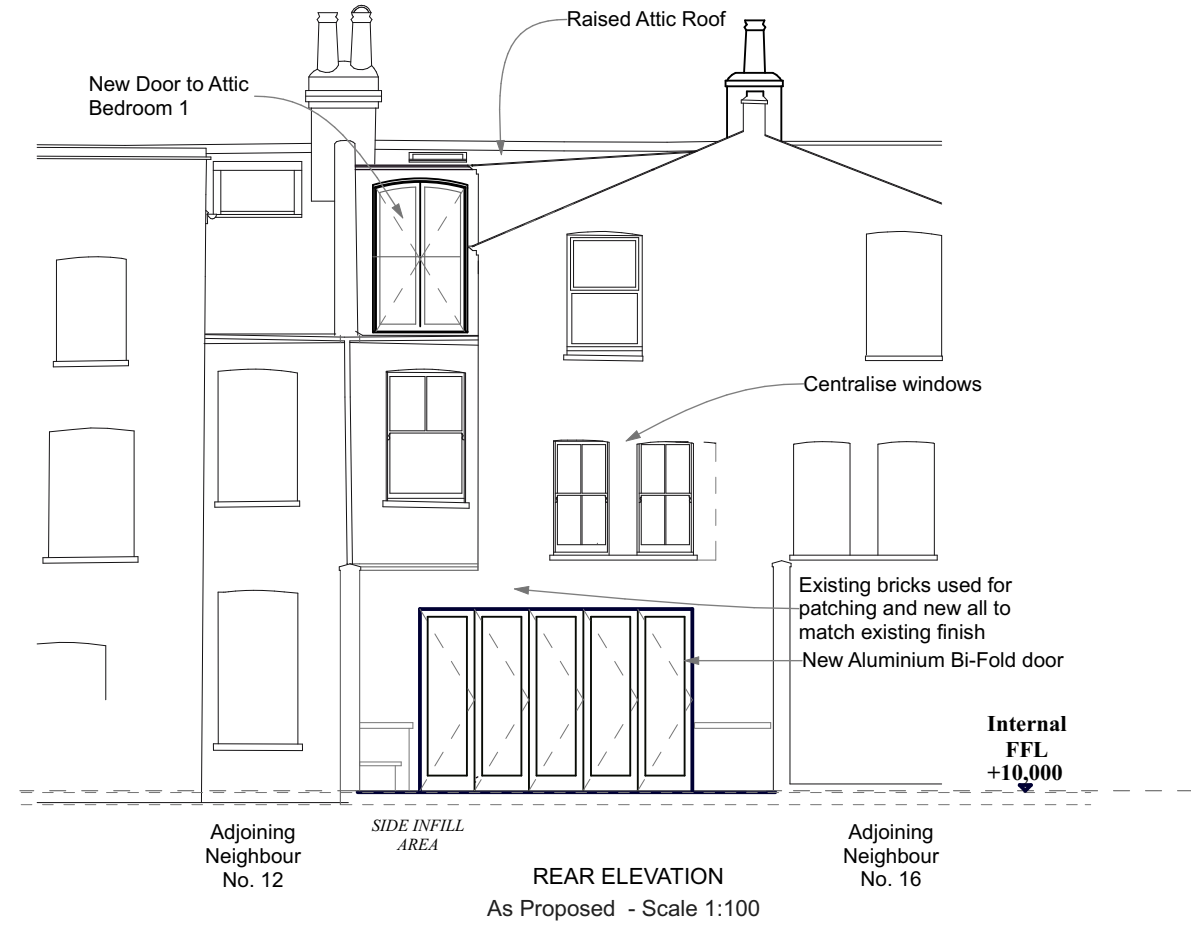 Raised Attic Roof
New Door to Attic
Bedroom 1
Centralise windows
Existing bricks used for
patching and new all to
match existing finish
New Aluminium Bi-Fold door
Internal
FFL
+10,000
Adjoining
Neighbour
No. 12
SIDE INFILL
AREA
Adjoining
Neighbour
No. 16
REAR ELEVATION
As Proposed - Scale 1:100